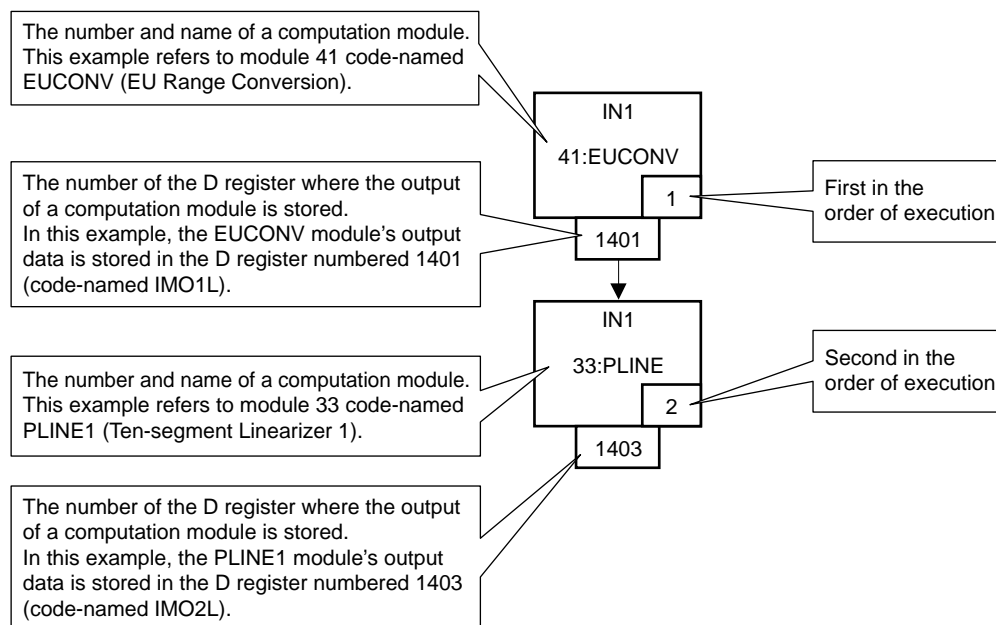 The number and name of a computation module.
This example refers to module 41 code-named
EUCONV (EU Range Conversion).
IN1
41:EUCONV
1
1401
First in the
order of execution
The number of the D register where the output
of a computation module is stored.
In this example, the EUCONV module's output
data is stored in the D register numbered 1401
(code-named IMO1L).
IN1
33:PLINE
2
1403
Second in the
order of execution
The number and name of a computation module.
This example refers to module 33 code-named
PLINE1 (Ten-segment Linearizer 1).
The number of the D register where the output
of a computation module is stored.
In this example, the PLINE1 module's output
data is stored in the D register numbered 1403
(code-named IMO2L).